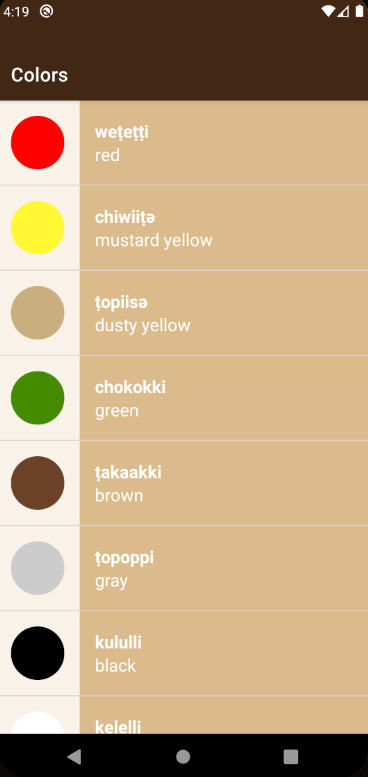 4:19
Colors
weṭeṭṭi
red
chiwiiṭə
mustard yellow
ṭopiisə
dusty yellow
chokokki
green
ṭakaakki
brown
ṭopoppi
gray
kululli
black
kelelli